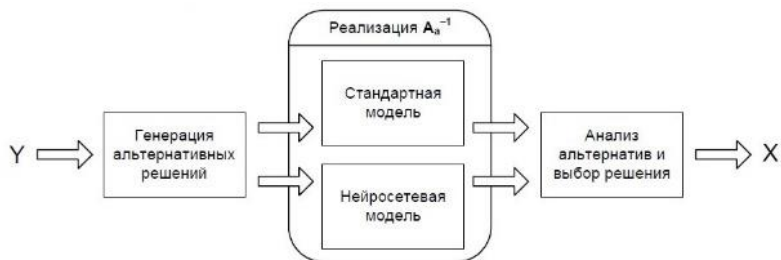 Реализация Aₐ⁻¹
Стандартная
модель
Y
Генерация
альтернативных
решений
Анализ
альтернатив и
выбор решения
X
Нейросетевая
модель